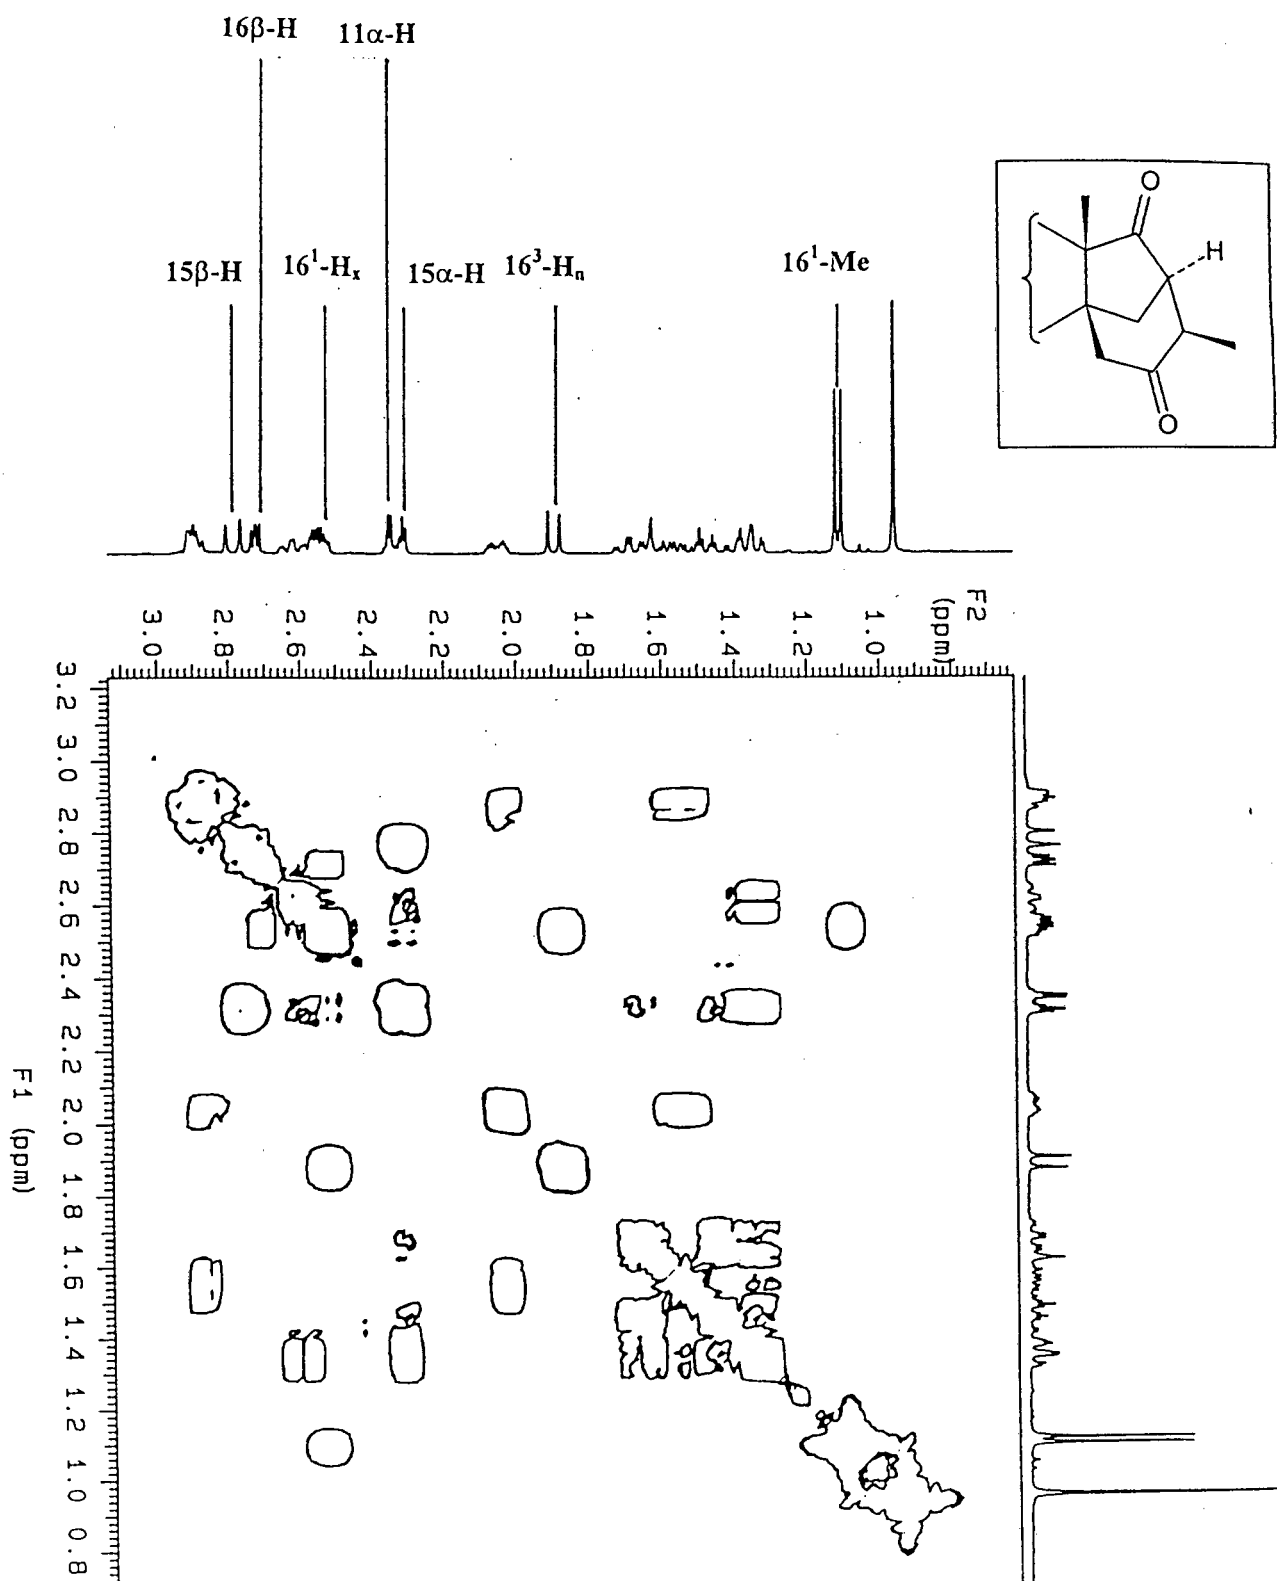 16β-H 11α-H
15β-H 16¹-Hₓ 15α-H 16³-Hₙ 16¹-Me
O
H
O
F2
(ppm)
3.0 2.8 2.6 2.4 2.2 2.0 1.8 1.6 1.4 1.2 1.0
3.2 3.0 2.8 2.6 2.4 2.2 2.0 1.8 1.6 1.4 1.2 1.0 0.8
F1 (ppm)